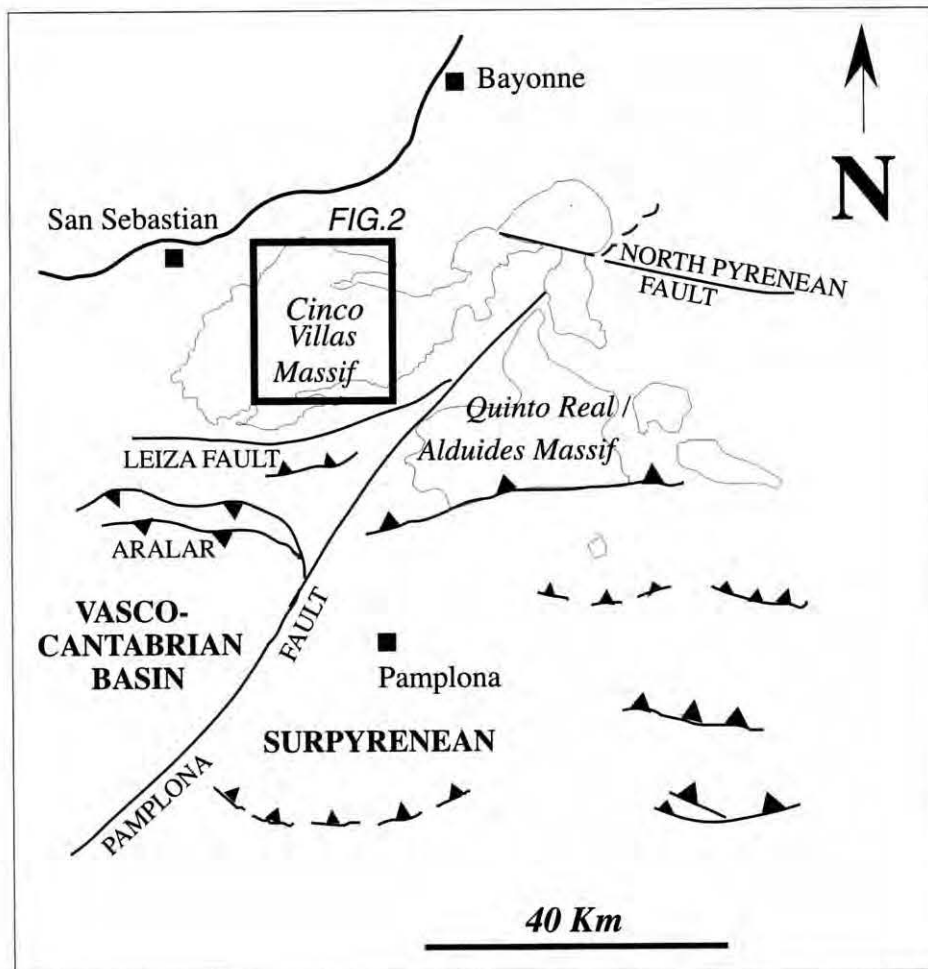 Bayonne
San Sebastian
FIG.2
N
NORTH PYRENEAN
FAULT
Cinco
Villas
Massif
Quinto Real /
Alduides Massif
LEIZA FAULT
ARALAR
VASCO-
CANTABRIAN
BASIN
FAULT
Pamplona
SURPYRENEAN
PAMPLONA
40 Km